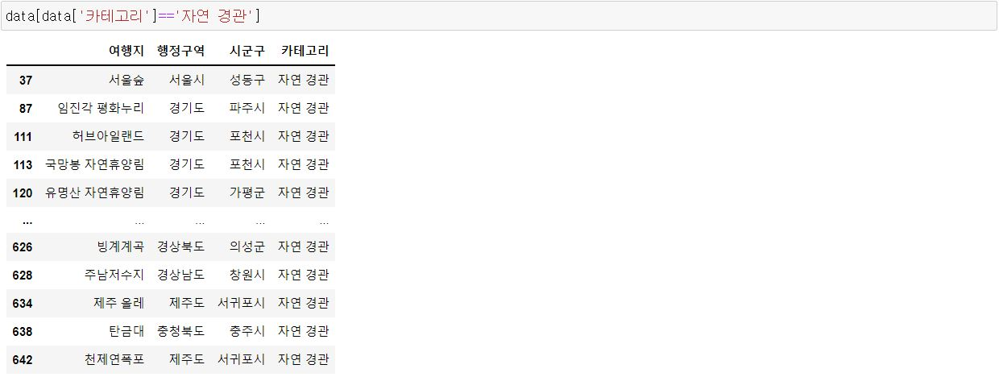 data[data['카테고리']=='자연 경관']
여행지 행정구역 시군구 카테고리
37 서울숲 서울시 성동구 자연 경관
87 임진각 평화누리 경기도 파주시 자연 경관
111 허브아일랜드 경기도 포천시 자연 경관
113 국망봉 자연휴양림 경기도 포천시 자연 경관
120 유명산 자연휴양림 경기도 가평군 자연 경관
... ... ... ... ...
626 빙계계곡 경상북도 의성군 자연 경관
628 주남저수지 경상남도 창원시 자연 경관
634 제주 올레 제주도 서귀포시 자연 경관
638 탄금대 충청북도 충주시 자연 경관
642 천제연폭포 제주도 서귀포시 자연 경관